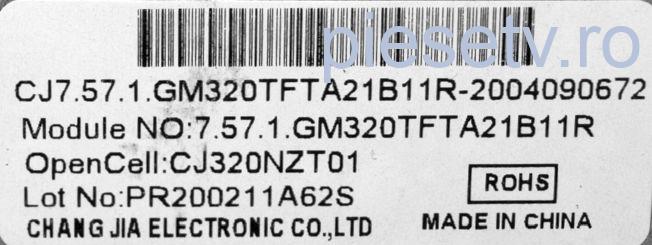 piesetv.ro
CJ7.57.1.GM320TFTA21B11R-2004090672
Module NO:7.57.1.GM320TFTA21B11R
OpenCell:CJ320NZT01
Lot No:PR200211A62S
ROHS
CHANG JIA ELECTRONIC CO.,LTD
MADE IN CHINA